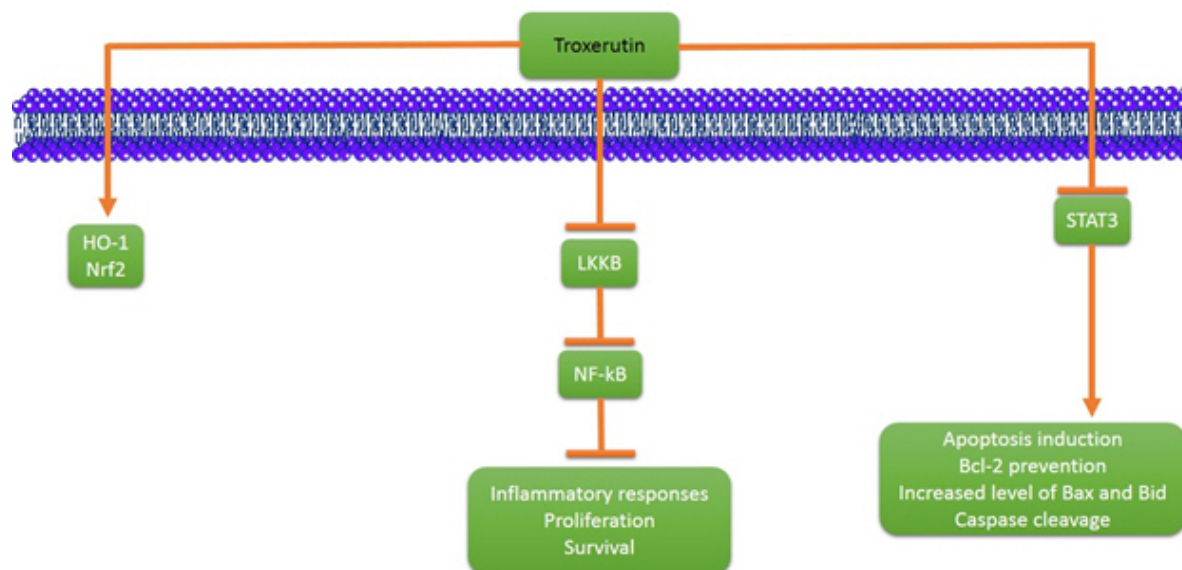 Troxerutin
HO-1
Nrf2
LKKB
NF-kB
Inflammatory responses
Proliferation
Survival
STAT3
Apoptosis induction
Bcl-2 prevention
Increased level of Bax and Bid
Caspase cleavage